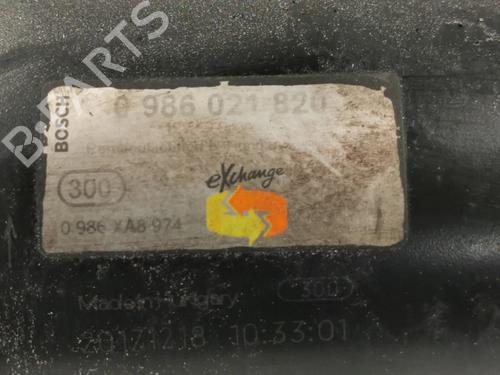 B-PARTS
BOSCH
0 986 021 820
300
eXchange
0 986 XA8 974
Made in Hungary
300
20171218 10:33:01